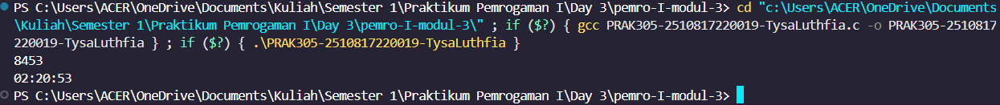 PS C:\Users\ACER\OneDrive\Documents\Kuliah\Semester 1\Praktikum Pemrogaman I\Day 3\pemro-I-modul-3> cd "c:\Users\ACER\OneDrive\Documents
\Kuliah\Semester 1\Praktikum Pemrogaman I\Day 3\pemro-I-modul-3\" ; if ($?) { gcc PRAK305-2510817220019-TysaLuthfia.c -o PRAK305-2510817
220019-TysaLuthfia } ; if ($?) { .\PRAK305-2510817220019-TysaLuthfia }
8453
02:20:53
PS C:\Users\ACER\OneDrive\Documents\Kuliah\Semester 1\Praktikum Pemrogaman I\Day 3\pemro-I-modul-3>